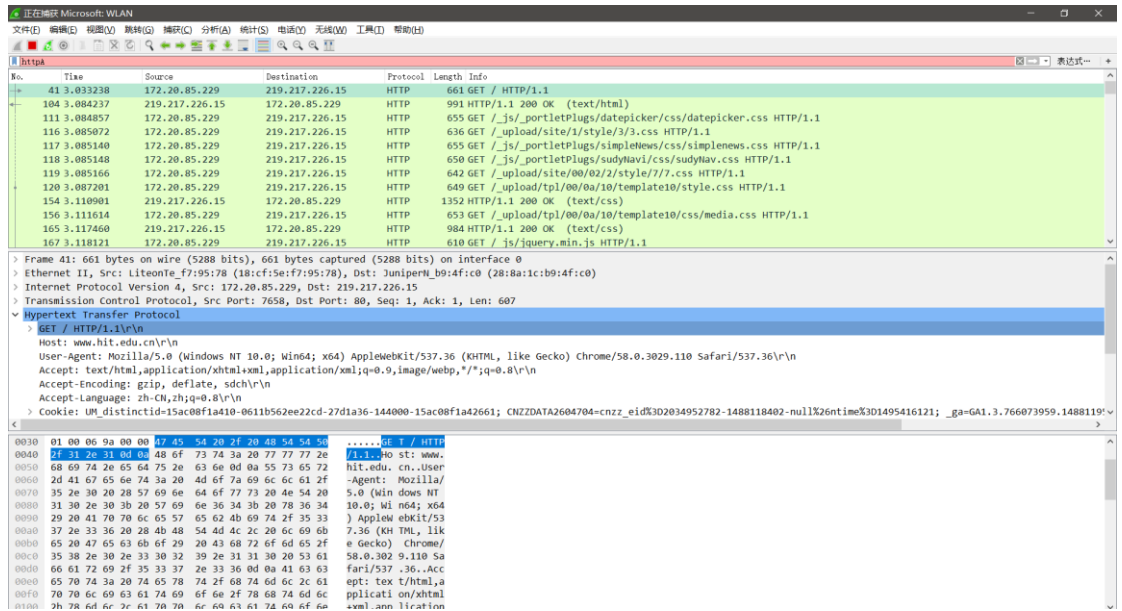 正在捕获 Microsoft: WLAN
文件(F) 编辑(E) 视图(V) 跳转(G) 捕获(C) 分析(A) 统计(S) 电话(Y) 无线(W) 工具(T) 帮助(H)
http& 表达式… +
No. Time Source Destination Protocol Length Info
41 3.033238 172.20.85.229 219.217.226.15 HTTP 661 GET / HTTP/1.1
104 3.084237 219.217.226.15 172.20.85.229 HTTP 991 HTTP/1.1 200 OK (text/html)
111 3.084857 172.20.85.229 219.217.226.15 HTTP 655 GET /_js/_portletPlugs/datepicker/css/datepicker.css HTTP/1.1
116 3.085072 172.20.85.229 219.217.226.15 HTTP 636 GET /_upload/site/1/style/3/3.css HTTP/1.1
117 3.085140 172.20.85.229 219.217.226.15 HTTP 655 GET /_js/_portletPlugs/simpleNews/css/simplenews.css HTTP/1.1
118 3.085148 172.20.85.229 219.217.226.15 HTTP 650 GET /_js/_portletPlugs/sudyNavi/css/sudyNav.css HTTP/1.1
119 3.085166 172.20.85.229 219.217.226.15 HTTP 642 GET /_upload/site/00/02/2/style/7/7.css HTTP/1.1
120 3.087201 172.20.85.229 219.217.226.15 HTTP 649 GET /_upload/tpl/00/0a/10/template10/style.css HTTP/1.1
154 3.110901 219.217.226.15 172.20.85.229 HTTP 1352 HTTP/1.1 200 OK (text/css)
156 3.111614 172.20.85.229 219.217.226.15 HTTP 653 GET /_upload/tpl/00/0a/10/template10/css/media.css HTTP/1.1
165 3.117460 219.217.226.15 172.20.85.229 HTTP 984 HTTP/1.1 200 OK (text/css)
167 3.118121 172.20.85.229 219.217.226.15 HTTP 610 GET /_js/jquery.min.js HTTP/1.1
> Frame 41: 661 bytes on wire (5288 bits), 661 bytes captured (5288 bits) on interface 0
> Ethernet II, Src: LiteonTe_f7:95:78 (18:cf:5e:f7:95:78), Dst: JuniperN_b9:4f:c0 (28:8a:1c:b9:4f:c0)
> Internet Protocol Version 4, Src: 172.20.85.229, Dst: 219.217.226.15
> Transmission Control Protocol, Src Port: 7658, Dst Port: 80, Seq: 1, Ack: 1, Len: 607
Hypertext Transfer Protocol
> GET / HTTP/1.1\r\n
Host: www.hit.edu.cn\r\n
User-Agent: Mozilla/5.0 (Windows NT 10.0; Win64; x64) AppleWebKit/537.36 (KHTML, like Gecko) Chrome/58.0.3029.110 Safari/537.36\r\n
Accept: text/html,application/xhtml+xml,application/xml;q=0.9,image/webp,*/*;q=0.8\r\n
Accept-Encoding: gzip, deflate, sdch\r\n
Accept-Language: zh-CN,zh;q=0.8\r\n
> Cookie: UM_distinctid=15ac08f1a410-0611b562ee22cd-27d1a36-144000-15ac08f1a42661; CNZZDATA2604704=cnzz_eid%3D2034952782-1488118402-null%26ntime%3D1495416121; _ga=GA1.3.766073959.1488119
0030 01 00 06 9a 00 00 47 45 54 20 2f 20 48 54 54 50 ......GE T / HTTP
0040 2f 31 2e 31 0d 0a 48 6f 73 74 3a 20 77 77 77 2e /1.1..Ho st: www.
0050 68 69 74 2e 65 64 75 2e 63 6e 0d 0a 55 73 65 72 hit.edu. cn..User
0060 2d 41 67 65 6e 74 3a 20 4d 6f 7a 69 6c 6c 61 2f -Agent: Mozilla/
0070 35 2e 30 20 28 57 69 6e 64 6f 77 73 20 4e 54 20 5.0 (Win dows NT
0080 31 30 2e 30 3b 20 57 69 6e 36 34 3b 20 78 36 34 10.0; Wi n64; x64
0090 29 20 41 70 70 6c 65 57 65 62 4b 69 74 2f 35 33 ) AppleW ebKit/53
00a0 37 2e 33 36 20 28 4b 48 54 4d 4c 2c 20 6c 69 6b 7.36 (KH TML, lik
00b0 65 20 47 65 63 6b 6f 29 20 43 68 72 6f 6d 65 2f e Gecko) Chrome/
00c0 35 38 2e 30 2e 33 30 32 39 2e 31 31 30 20 53 61 58.0.302 9.110 Sa
00d0 66 61 72 69 2f 35 33 37 2e 33 36 0d 0a 41 63 63 fari/537 .36..Acc
00e0 65 70 74 3a 20 74 65 78 74 2f 68 74 6d 6c 2c 61 ept: tex t/html,a
00f0 70 70 6c 69 63 61 74 69 6f 6e 2f 78 68 74 6d 6c pplicati on/xhtml
0100 2b 78 6d 6c 2c 61 70 70 6c 69 63 61 74 69 6f 6e +xml,app lication